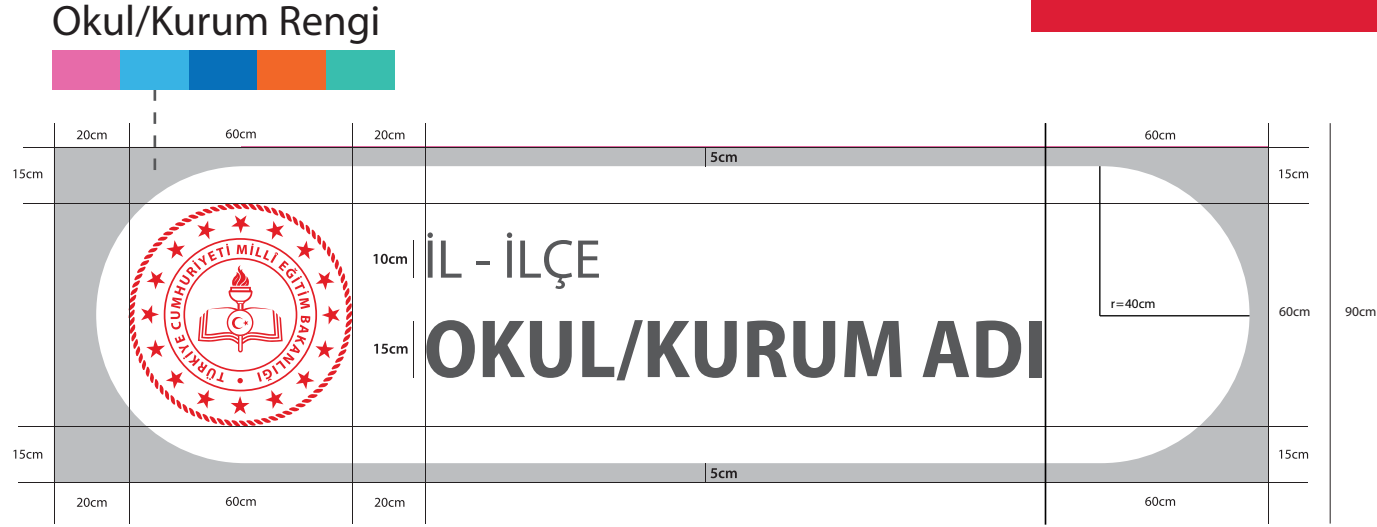 Okul/Kurum Rengi
20cm 60cm 20cm 60cm
15cm 5cm 15cm
TÜRKİYE CUMHURİYETİ MİLLÎ EĞİTİM BAKANLIĞI
10cm İL - İLÇE
r=40cm 60cm 90cm
15cm OKUL/KURUM ADI
15cm 5cm 15cm
20cm 60cm 20cm 60cm